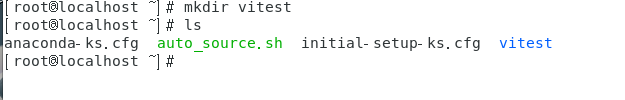 [root@localhost ~]# mkdir vitest
[root@localhost ~]# ls
anaconda-ks.cfg  auto_source.sh  initial-setup-ks.cfg  vitest
[root@localhost ~]#